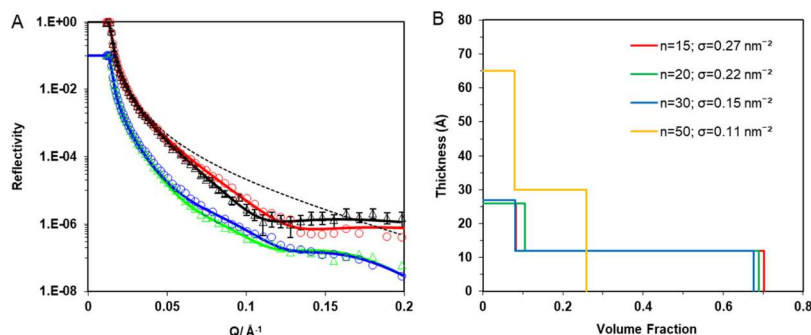 A
1.E+00
1.E-02
1.E-04
1.E-06
1.E-08
Reflectivity
0
0.05
0.1
0.15
0.2
Q/ Å⁻¹
B
80
70
60
50
40
30
20
10
0
Thickness (Å)
n=15; σ=0.27 nm⁻²
n=20; σ=0.22 nm⁻²
n=30; σ=0.15 nm⁻²
n=50; σ=0.11 nm⁻²
0
0.2
0.4
0.6
0.8
Volume Fraction